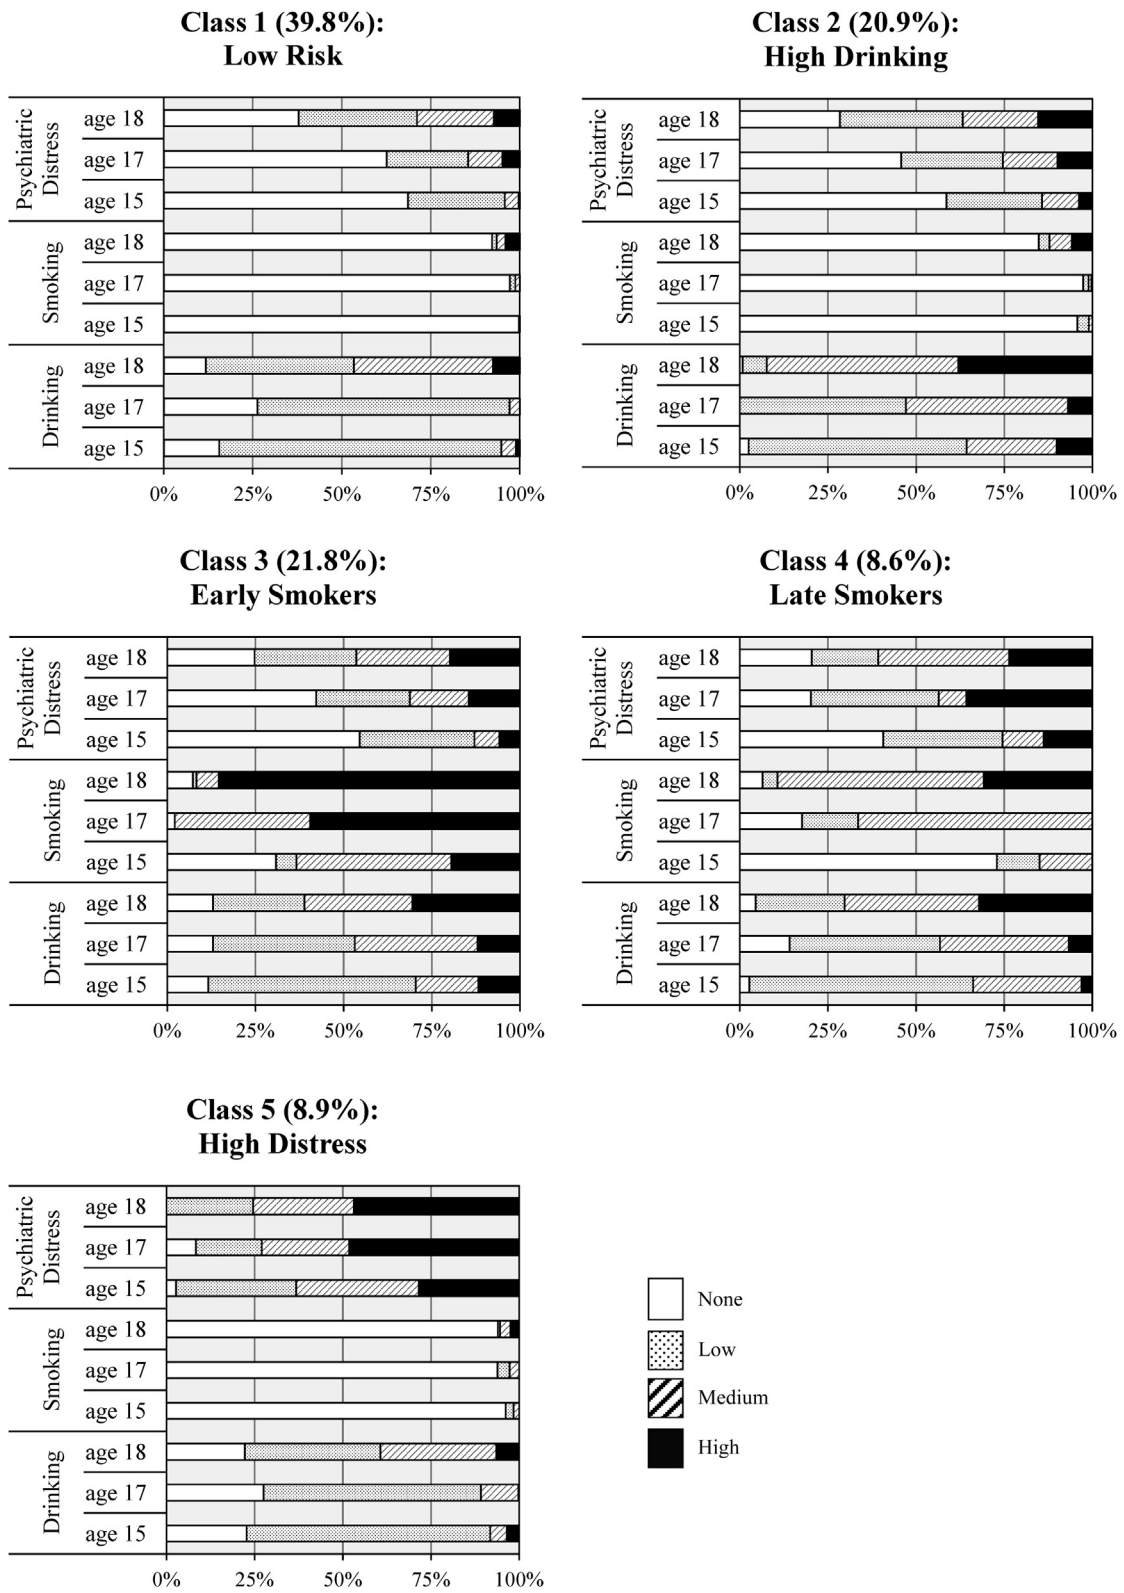 Class 1 (39.8%):
Low Risk
Psychiatric
Distress
age 18
age 17
age 15
Smoking
age 18
age 17
age 15
Drinking
age 18
age 17
age 15
0% 25% 50% 75% 100%
Class 2 (20.9%):
High Drinking
Psychiatric
Distress
age 18
age 17
age 15
Smoking
age 18
age 17
age 15
Drinking
age 18
age 17
age 15
0% 25% 50% 75% 100%
Class 3 (21.8%):
Early Smokers
Psychiatric
Distress
age 18
age 17
age 15
Smoking
age 18
age 17
age 15
Drinking
age 18
age 17
age 15
0% 25% 50% 75% 100%
Class 4 (8.6%):
Late Smokers
Psychiatric
Distress
age 18
age 17
age 15
Smoking
age 18
age 17
age 15
Drinking
age 18
age 17
age 15
0% 25% 50% 75% 100%
Class 5 (8.9%):
High Distress
Psychiatric
Distress
age 18
age 17
age 15
Smoking
age 18
age 17
age 15
Drinking
age 18
age 17
age 15
0% 25% 50% 75% 100%
None
Low
Medium
High